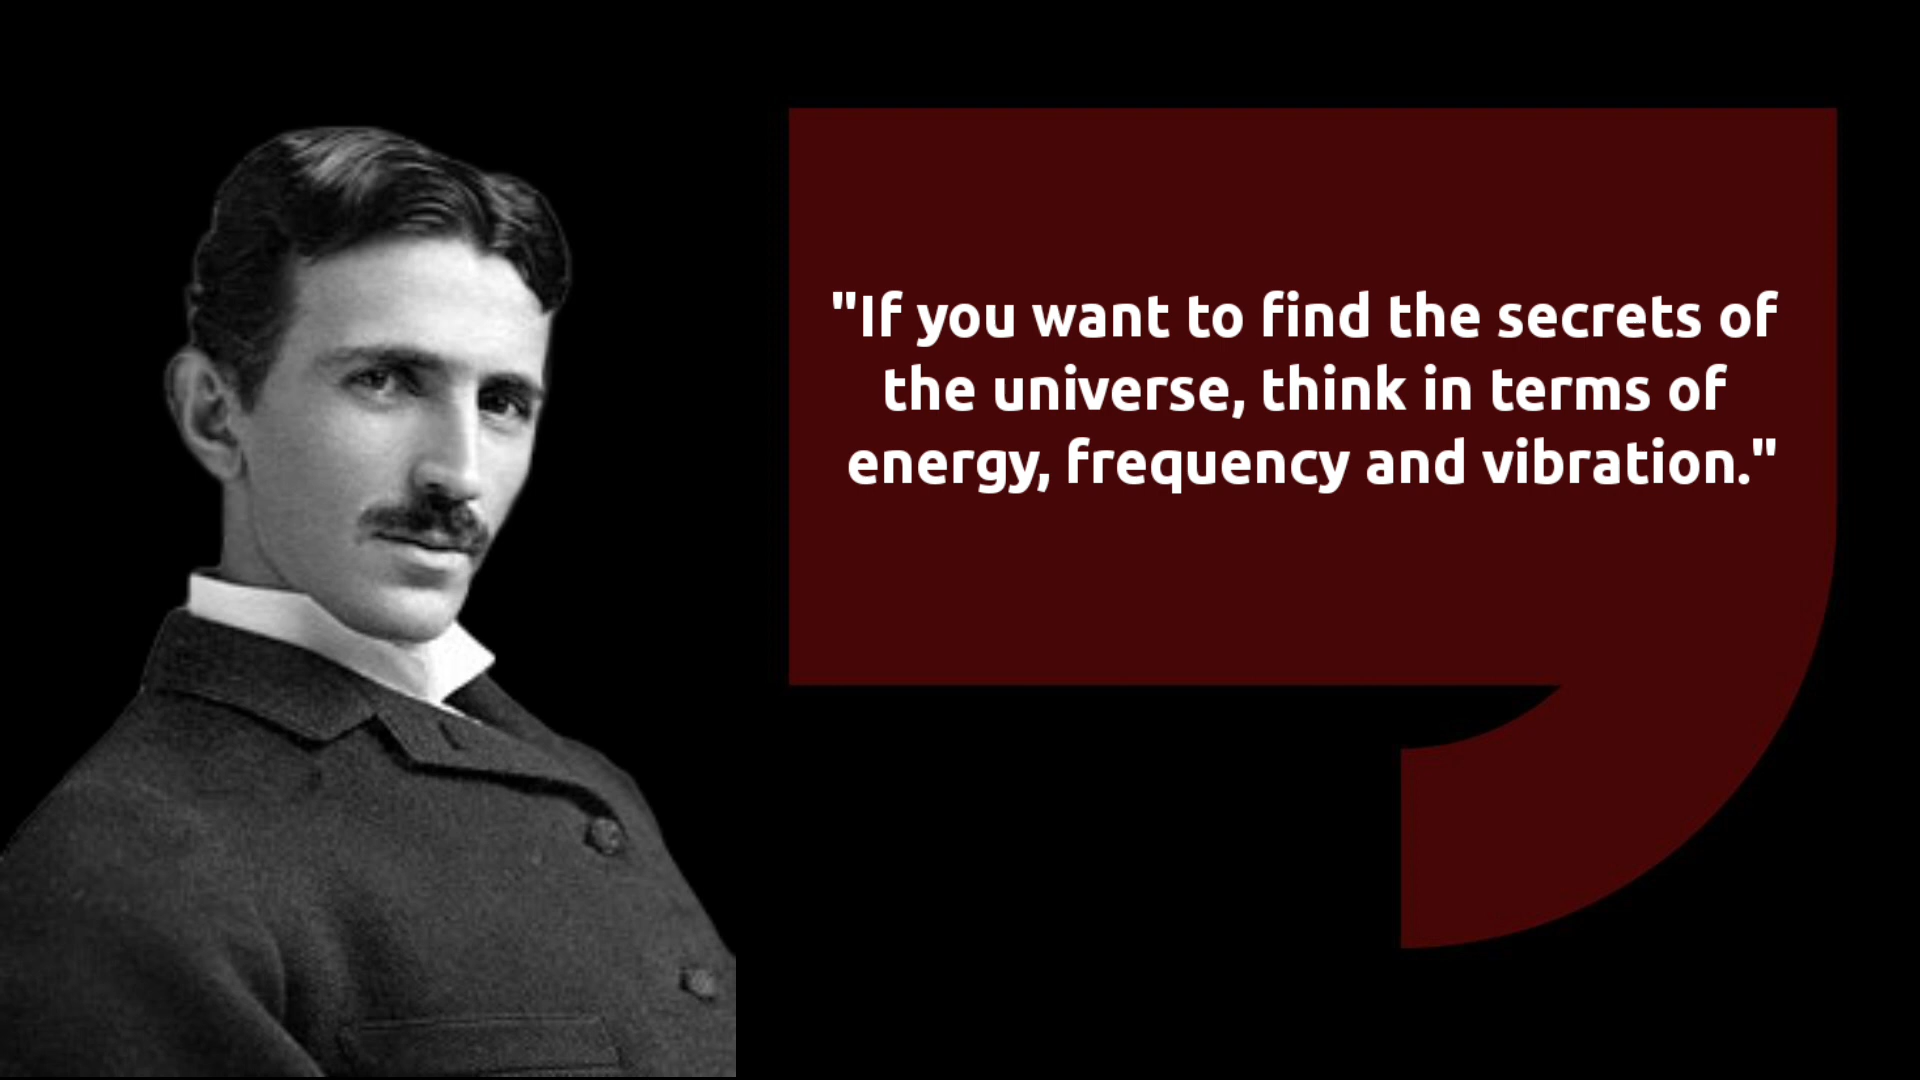 "If you want to find the secrets of
the universe, think in terms of
energy, frequency and vibration."